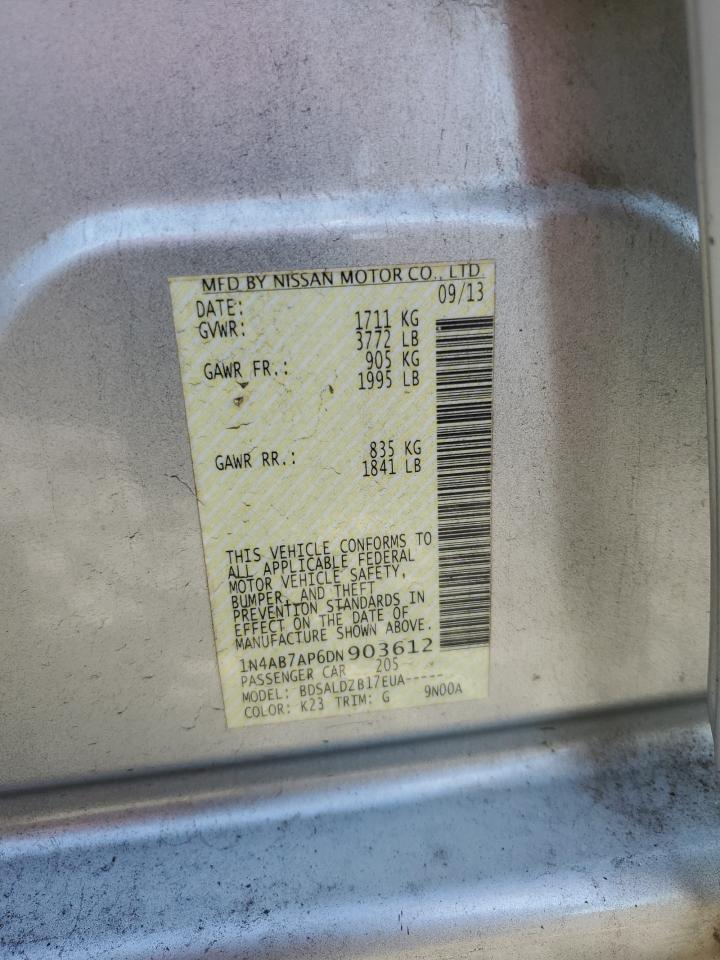 MFD BY NISSAN MOTOR CO., LTD.
DATE: 09/13
GVWR: 1711 KG
3772 LB
GAWR FR.: 905 KG
1995 LB
GAWR RR.: 835 KG
1841 LB
THIS VEHICLE CONFORMS TO
ALL APPLICABLE FEDERAL
MOTOR VEHICLE SAFETY,
BUMPER, AND THEFT
PREVENTION STANDARDS IN
EFFECT ON THE DATE OF
MANUFACTURE SHOWN ABOVE.
1N4AB7AP6DN903612
PASSENGER CAR 205
MODEL: BDSALDZB17EUA-----
COLOR: K23 TRIM: G 9N00A